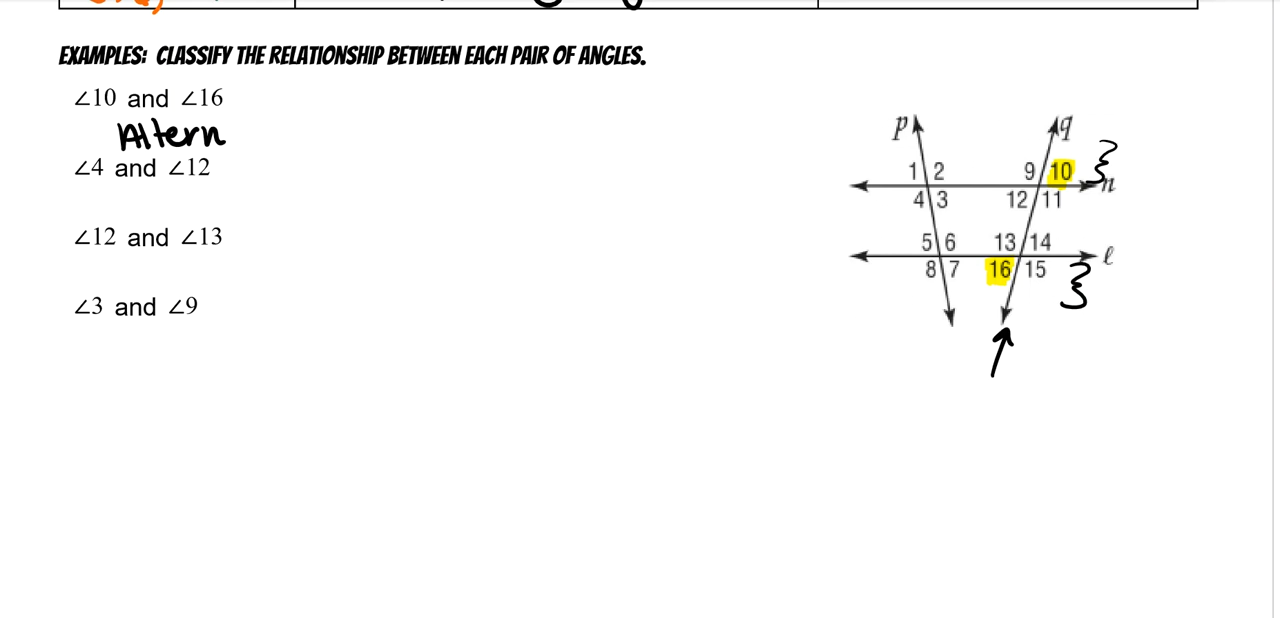 EXAMPLES: CLASSIFY THE RELATIONSHIP BETWEEN EACH PAIR OF ANGLES.
∠10 and ∠16
Altern
∠4 and ∠12
∠12 and ∠13
∠3 and ∠9
p q
1 2 9 10
n
4 3 12 11
5 6 13 14
ℓ
8 7 16 15